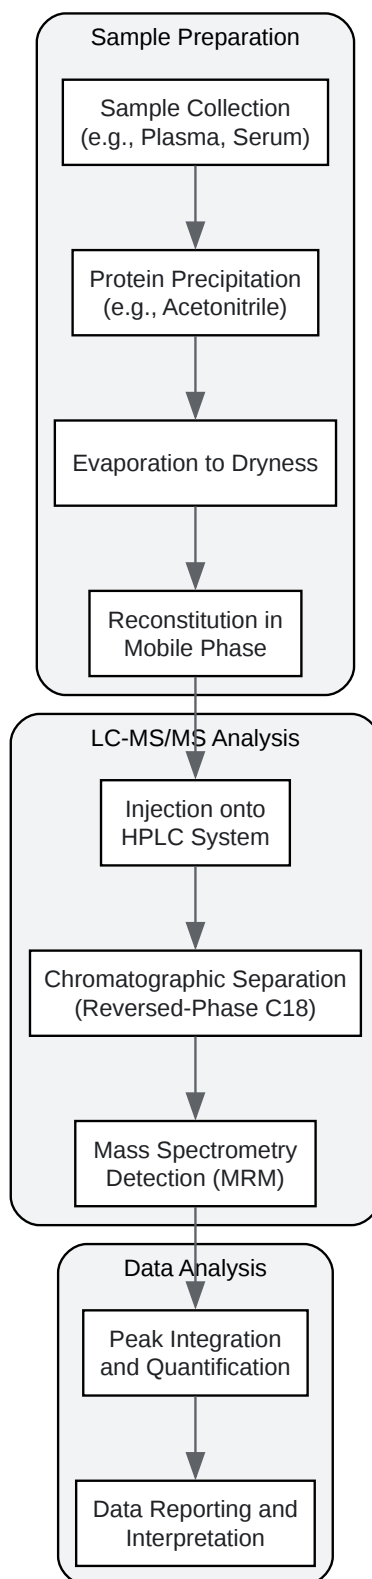 Sample Preparation
Sample Collection
(e.g., Plasma, Serum)
Protein Precipitation
(e.g., Acetonitrile)
Evaporation to Dryness
Reconstitution in
Mobile Phase
LC-MS/MS Analysis
Injection onto
HPLC System
Chromatographic Separation
(Reversed-Phase C18)
Mass Spectrometry
Detection (MRM)
Data Analysis
Peak Integration
and Quantification
Data Reporting and
Interpretation